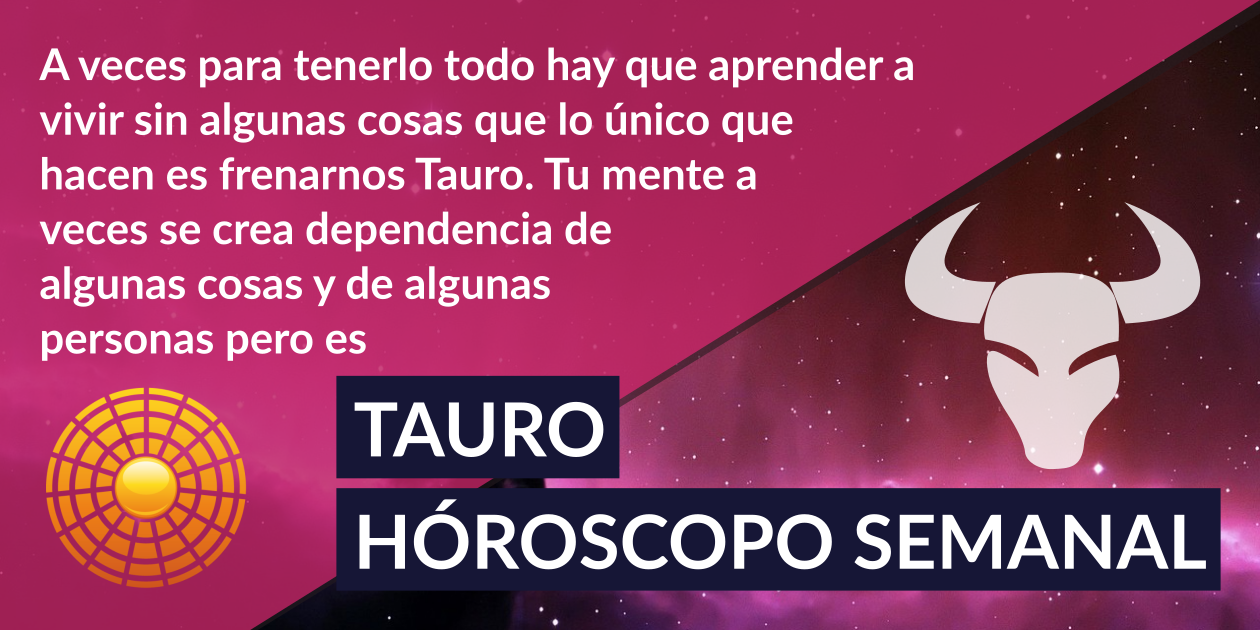 A veces para tenerlo todo hay que aprender a
vivir sin algunas cosas que lo único que
hacen es frenarnos Tauro. Tu mente a
veces se crea dependencia de
algunas cosas y de algunas
personas pero es
TAURO
HÓROSCOPO SEMANAL